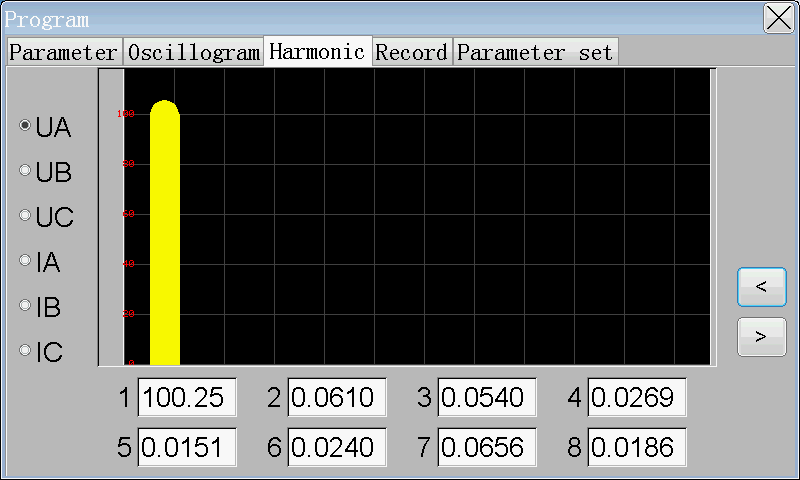 Program
Parameter Oscillogram Harmonic Record Parameter set
UA
UB
UC
IA
IB
IC
100
80
60
40
20
0
<
>
1 100.25 2 0.0610 3 0.0540 4 0.0269
5 0.0151 6 0.0240 7 0.0656 8 0.0186